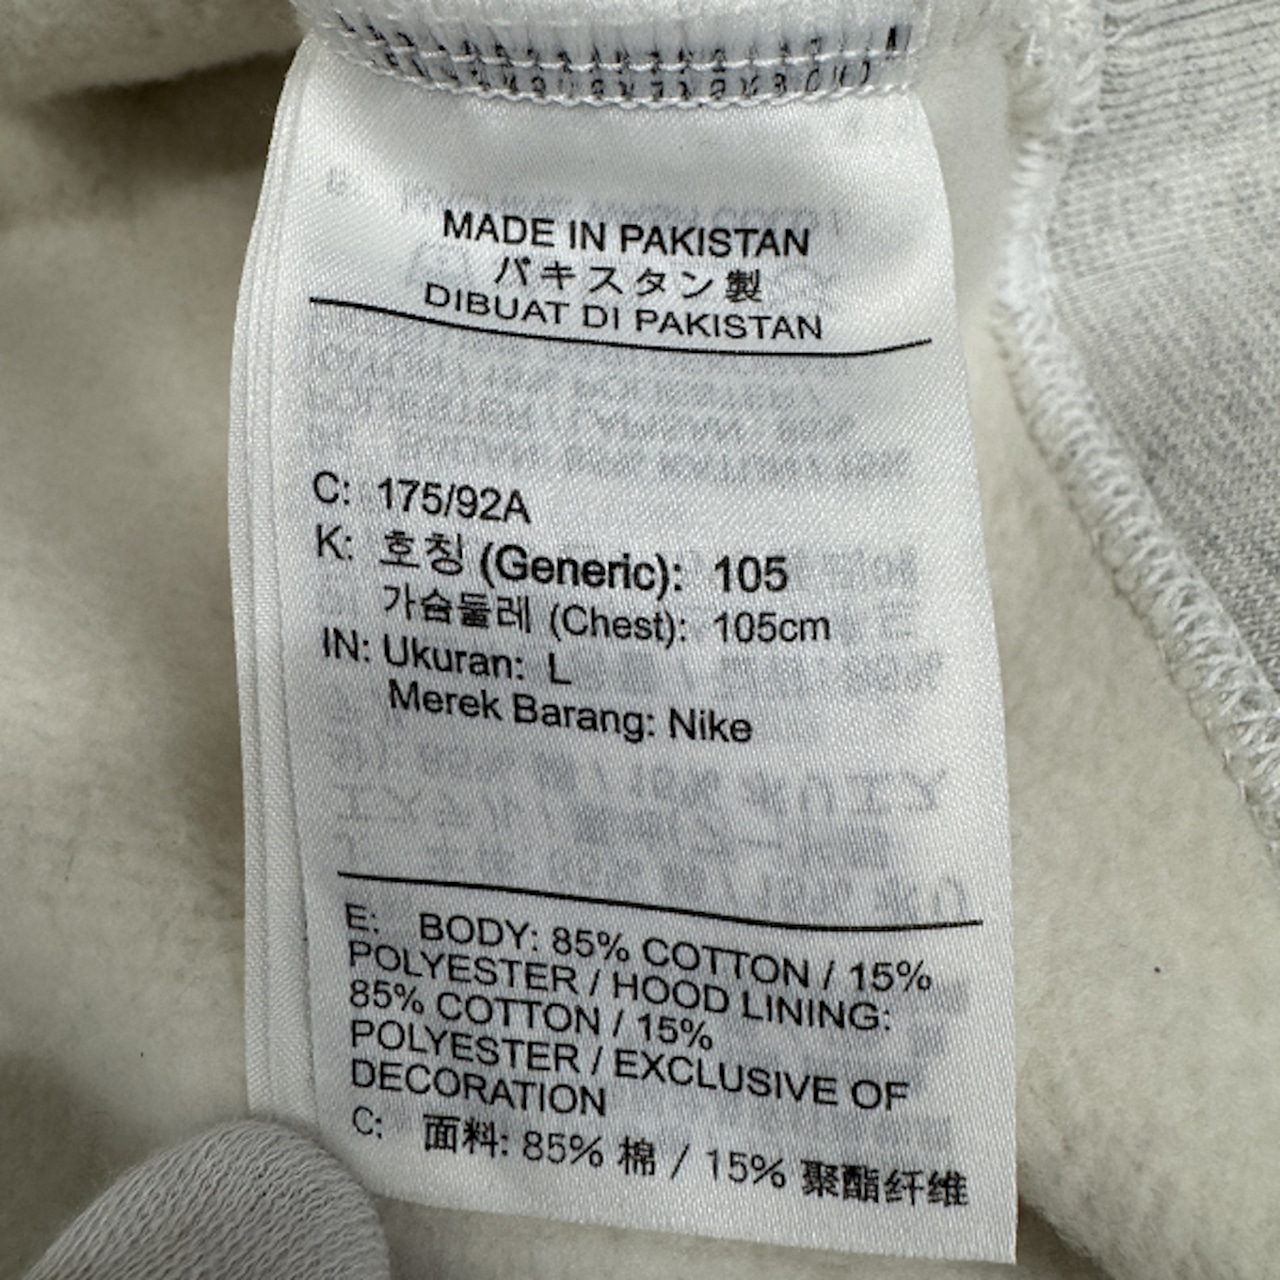 MADE IN PAKISTAN
パキスタン製
DIBUAT DI PAKISTAN
C: 175/92A
K: 호칭 (Generic): 105
가슴둘레 (Chest): 105cm
IN: Ukuran: L
Merek Barang: Nike
E: BODY: 85% COTTON / 15%
POLYESTER / HOOD LINING:
85% COTTON / 15%
POLYESTER / EXCLUSIVE OF
DECORATION
C: 面料: 85% 棉 / 15% 聚酯纤维